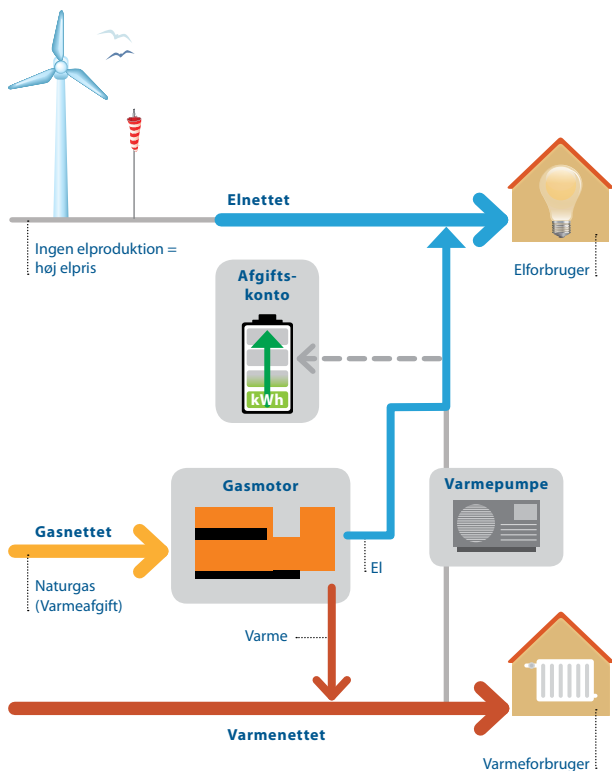 Elnettet
Ingen elproduktion =
høj elpris
Elforbruger
Afgifts-
konto
kWh
Gasmotor
Varmepumpe
Gasnettet
El
Naturgas
(Varmeafgift)
Varme
Varmenettet
Varmeforbruger